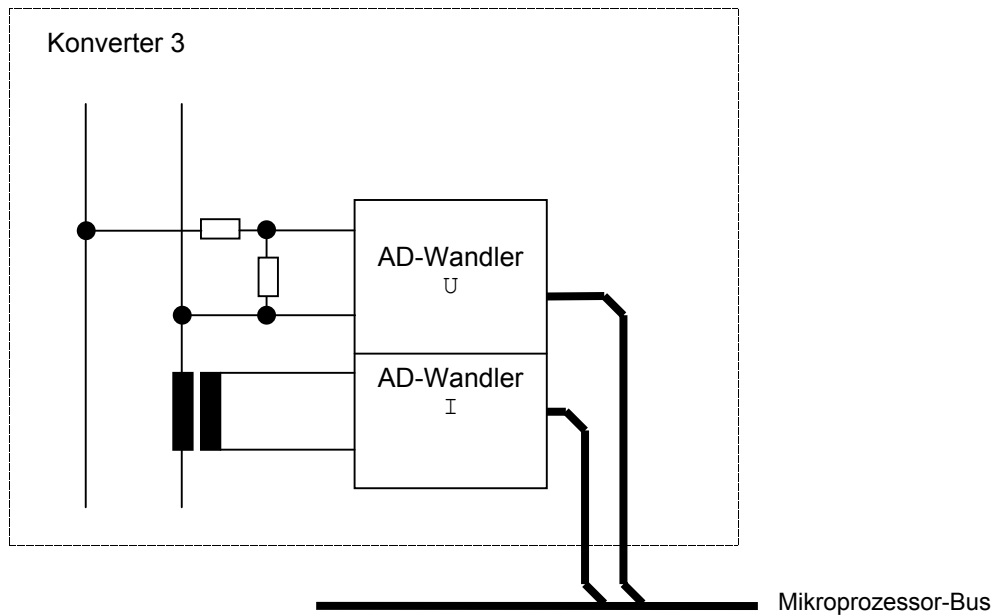 Konverter 3
AD-Wandler
U
AD-Wandler
I
Mikroprozessor-Bus